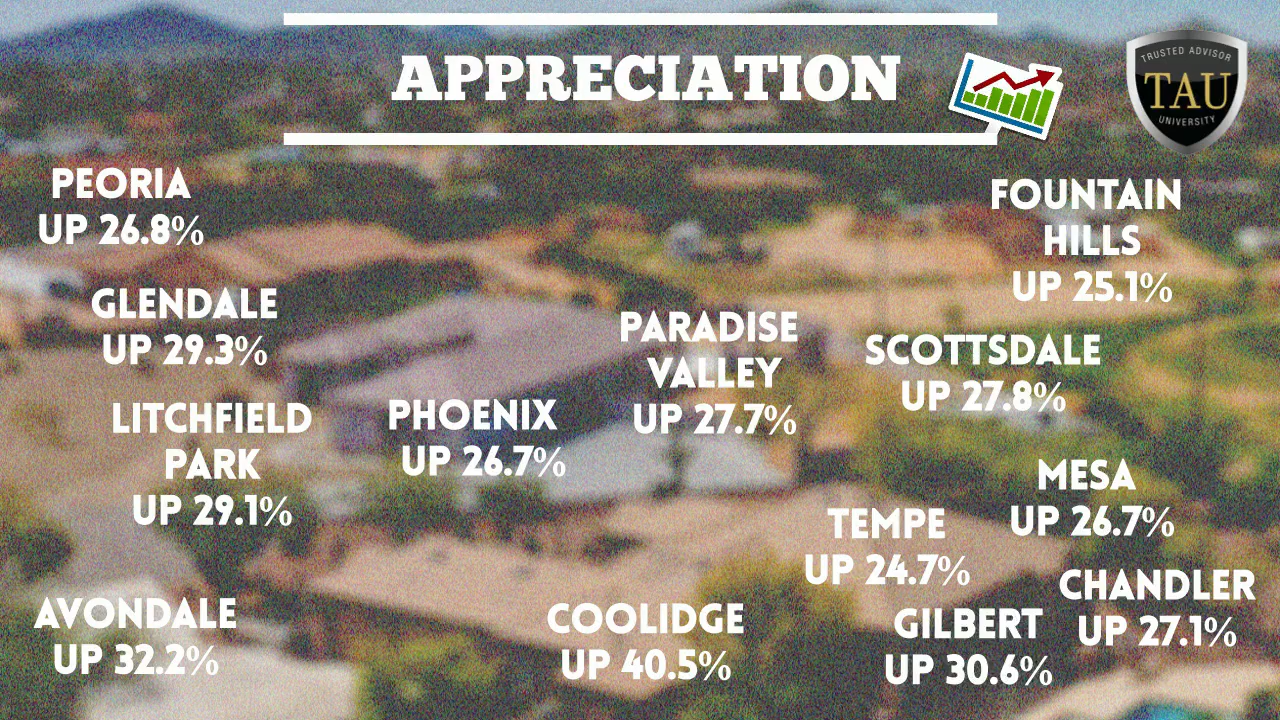 APPRECIATION
TRUSTED ADVISOR
TAU
UNIVERSITY
PEORIA
UP 26.8%
FOUNTAIN
HILLS
UP 25.1%
GLENDALE
UP 29.3%
PARADISE
VALLEY
UP 27.7%
SCOTTSDALE
UP 27.8%
LITCHFIELD
PARK
UP 29.1%
PHOENIX
UP 26.7%
MESA
UP 26.7%
TEMPE
UP 24.7%
CHANDLER
UP 27.1%
AVONDALE
UP 32.2%
COOLIDGE
UP 40.5%
GILBERT
UP 30.6%